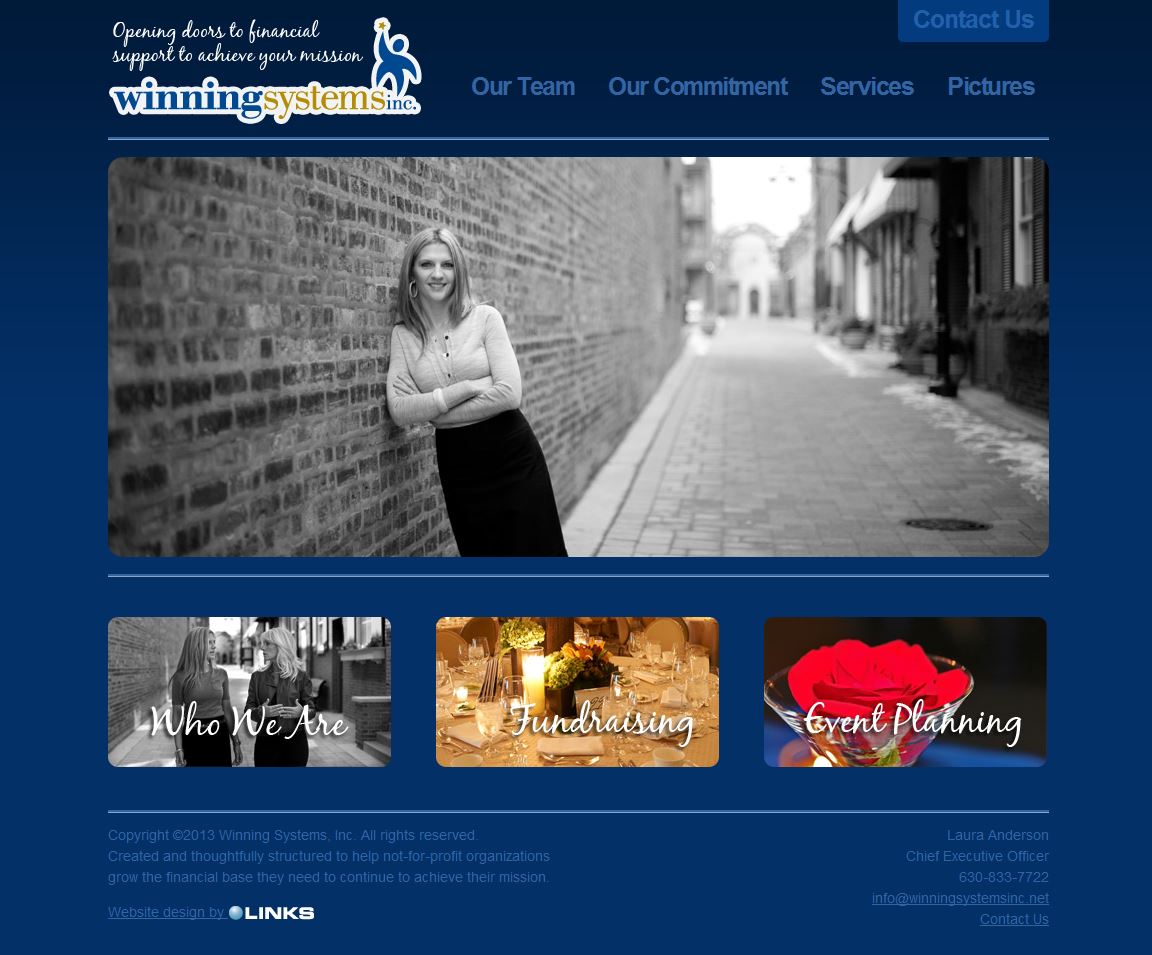 Contact Us
Opening doors to financial
support to achieve your mission
winningsystemsinc.
Our Team Our Commitment Services Pictures
Who We Are
Fundraising
Event Planning
Copyright ©2013 Winning Systems, Inc. All rights reserved.
Created and thoughtfully structured to help not-for-profit organizations
grow the financial base they need to continue to achieve their mission.
Website design by LINKS
Laura Anderson
Chief Executive Officer
630-833-7722
info@winningsystemsinc.net
Contact Us